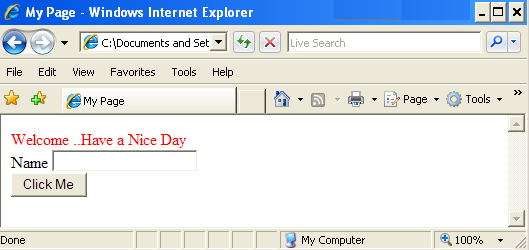 My Page - Windows Internet Explorer
C:\Documents and Set
Live Search
File Edit View Favorites Tools Help
My Page
Page Tools »
Welcome ..Have a Nice Day
Name
Click Me
Done My Computer 100%